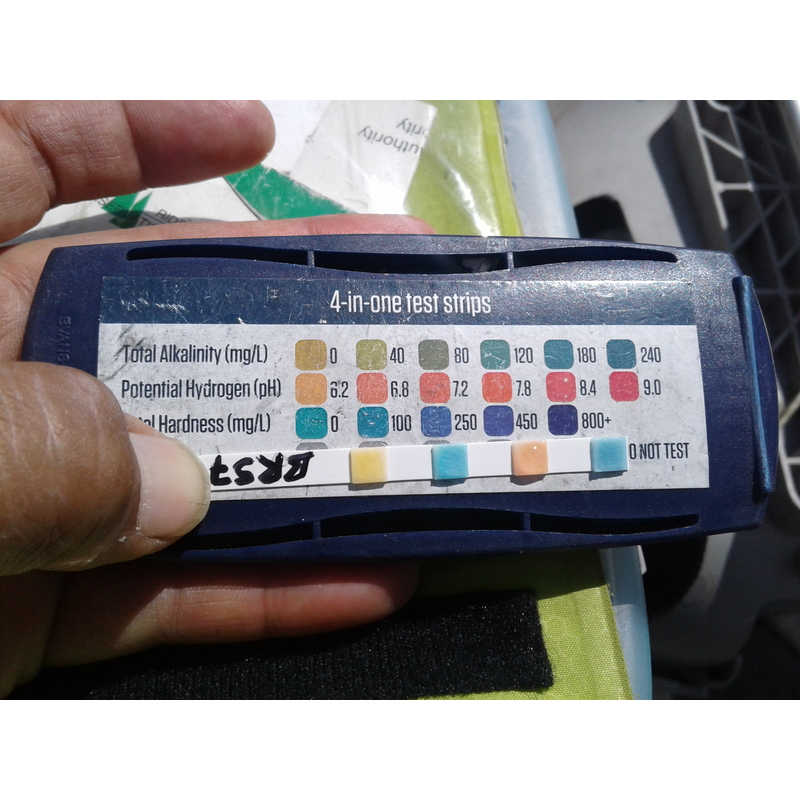 Authority
4-in-one test strips
Total Alkalinity (mg/L) 0 40 80 120 180 240
Potential Hydrogen (pH) 6.2 6.8 7.2 7.8 8.4 9.0
Hardness (mg/L) 0 100 250 450 800+
BR57 NOT TEST